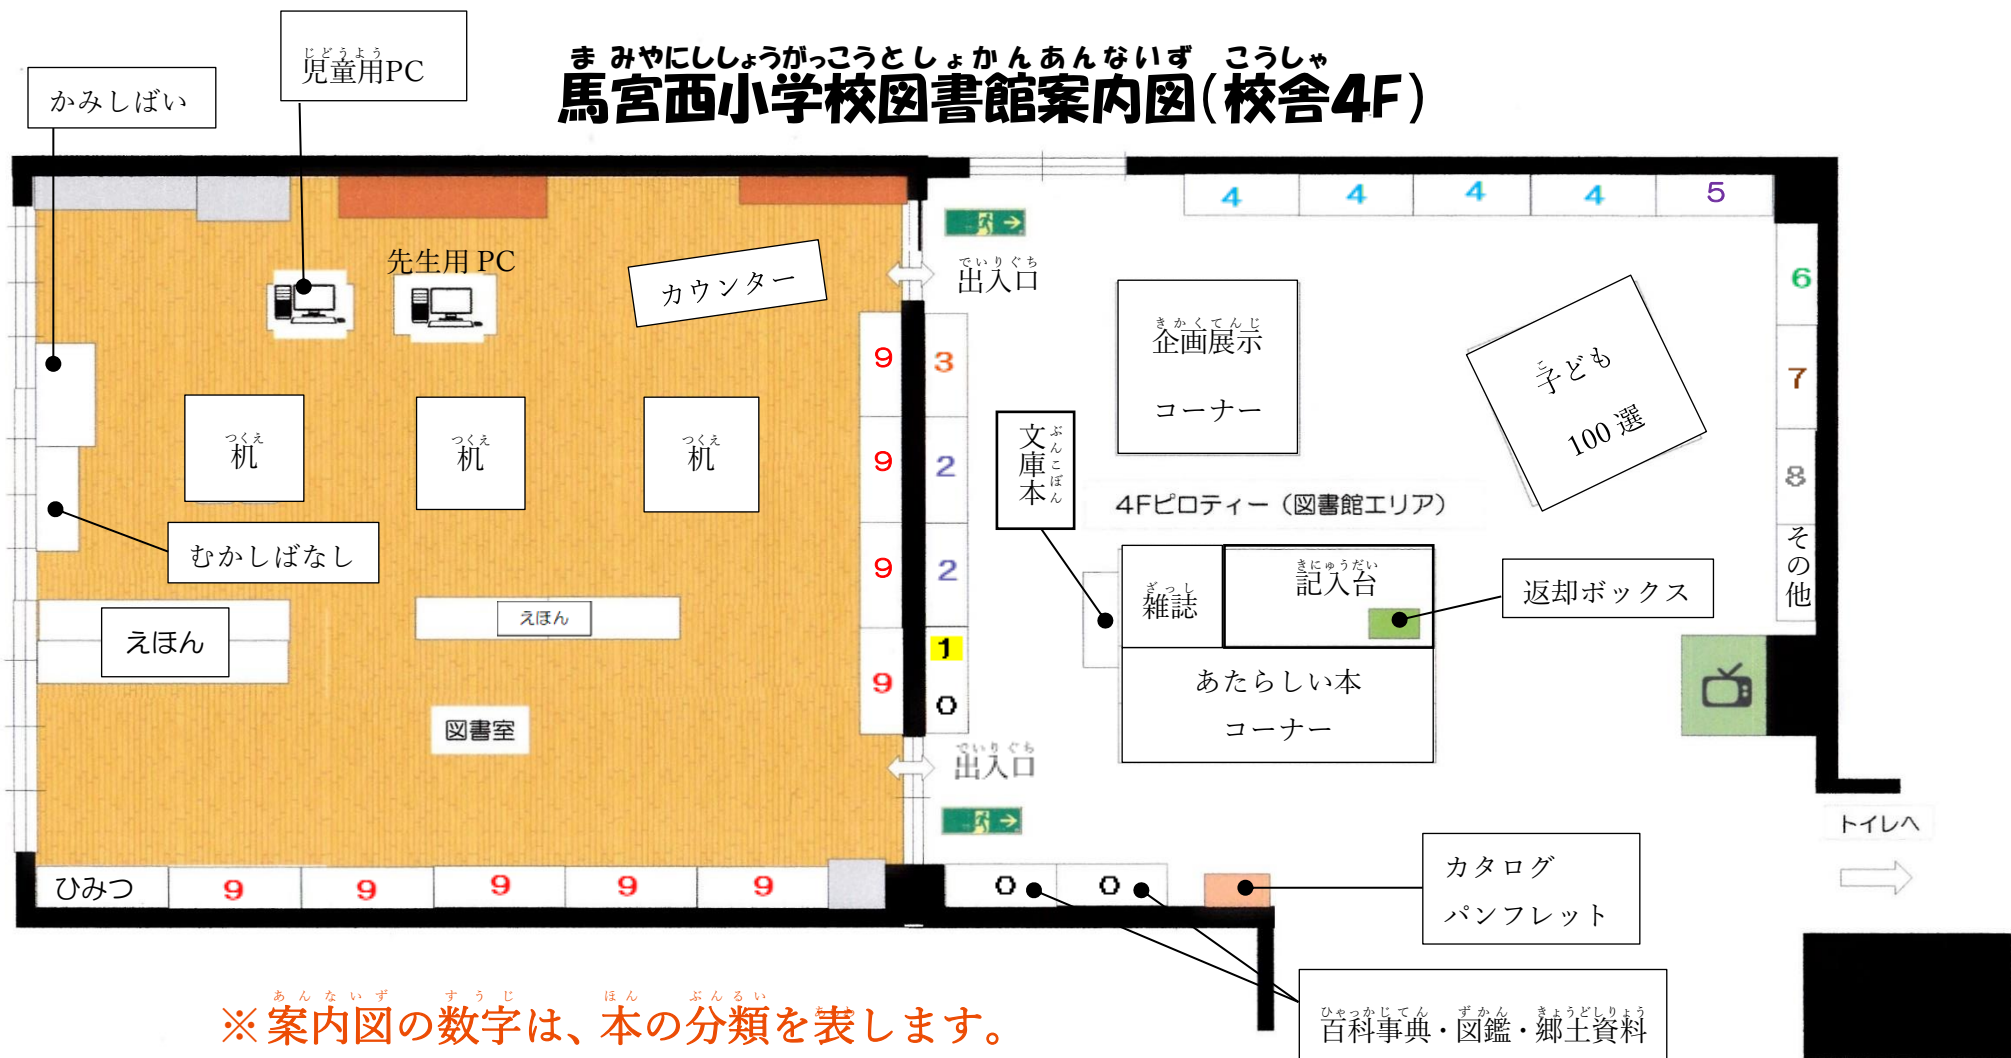 まみやにししょうがっこうとしょかんあんないず こうしゃ
馬宮西小学校図書館案内図(校舎4F)
じどうよう
児童用PC
かみしばい
先生用 PC
カウンター
でいりぐち
出入口
4 4 4 4 5
6
7
8
その他
きかくてんじ
企画展示
コーナー
こ
子ども
100選
9
9
9
9
3
2
2
1
0
つくえ
机
つくえ
机
つくえ
机
ぶんこぼん
文庫本
4Fピロティー(図書館エリア)
むかしばなし
ざっし
雑誌
きにゅうだい
記入台
返却ボックス
えほん
えほん
あたらしい本
コーナー
図書室
でいりぐち
出入口
トイレへ
ひみつ 9 9 9 9 9
0 0
カタログ
パンフレット
ひゃっかじてん ずかん きょうどしりょう
百科事典・図鑑・郷土資料
あんないず すうじ ほん ぶんるい あらわ
※案内図の数字は、本の分類を表します。